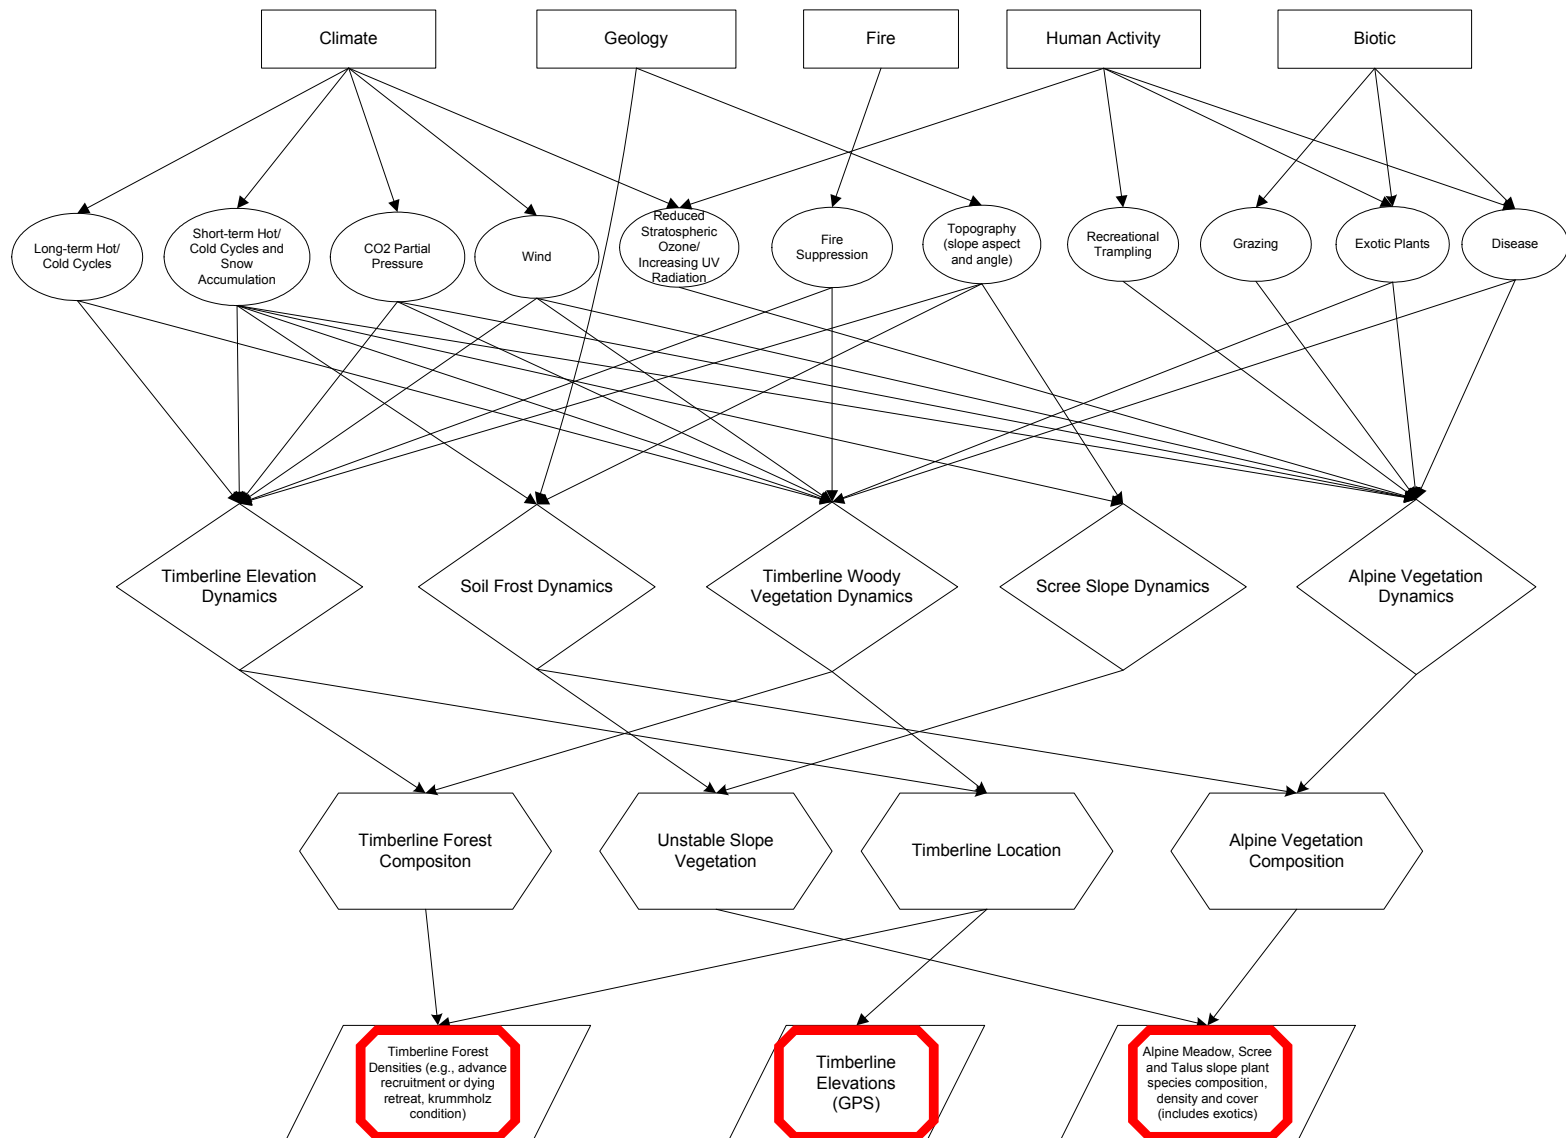 Climate
Geology
Fire
Human Activity
Biotic
Long-term Hot/
Cold Cycles
Short-term Hot/
Cold Cycles and
Snow
Accumulation
CO2 Partial
Pressure
Wind
Reduced
Stratospheric
Ozone/
Increasing UV
Radiation
Fire
Suppression
Topography
(slope aspect
and angle)
Recreational
Trampling
Grazing
Exotic Plants
Disease
Timberline Elevation
Dynamics
Soil Frost Dynamics
Timberline Woody
Vegetation Dynamics
Scree Slope Dynamics
Alpine Vegetation
Dynamics
Timberline Forest
Compositon
Unstable Slope
Vegetation
Timberline Location
Alpine Vegetation
Composition
Timberline Forest
Densities (e.g., advance
recruitment or dying
retreat, krummholz
condition)
Timberline
Elevations
(GPS)
Alpine Meadow, Scree
and Talus slope plant
species composition,
density and cover
(includes exotics)